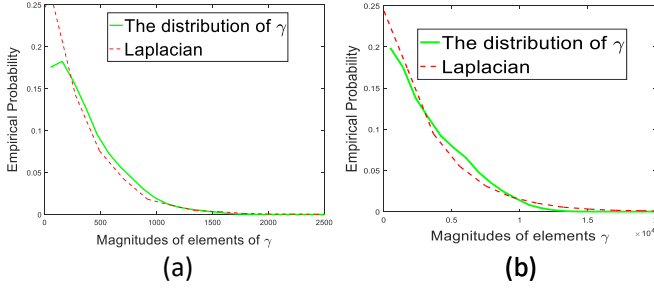 0.25
0.2
0.15
0.1
0.05
0
Empirical Probability
The distribution of γ
Laplacian
0 500 1000 1500 2000 2500
Magnitudes of elements of γ
(a)
0.25
0.2
0.15
0.1
0.05
0
Empirical Probability
The distribution of γ
Laplacian
0 0.5 1 1.5
×10
Magnitudes of elements γ
(b)